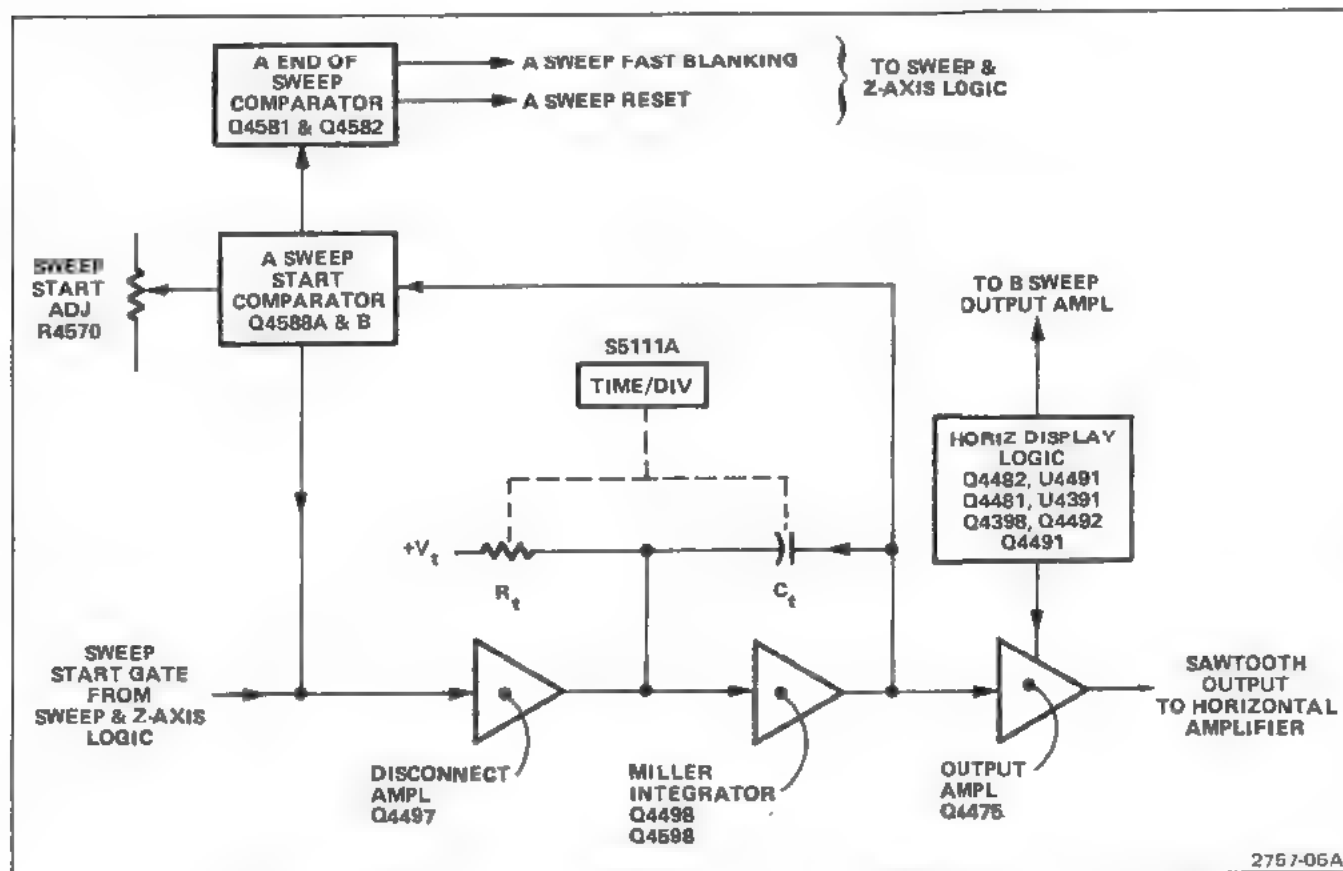 A END OF
SWEEP
COMPARATOR
Q4581 & Q4582
A SWEEP FAST BLANKING
A SWEEP RESET
TO SWEEP &
Z-AXIS LOGIC
SWEEP
START
ADJ
R4570
A SWEEP
START
COMPARATOR
Q4588A & B
S5111A
TIME/DIV
TO B SWEEP
OUTPUT AMPL
HORIZ DISPLAY
LOGIC
Q4482, U4491
Q4481, U4391
Q4398, Q4492
Q4491
+Vt
Rt
Ct
SWEEP
START GATE
FROM
SWEEP & Z-AXIS
LOGIC
DISCONNECT
AMPL
Q4497
MILLER
INTEGRATOR
Q4498
Q4598
OUTPUT
AMPL
Q4475
SAWTOOTH
OUTPUT
TO HORIZONTAL
AMPLIFIER
2757-05A